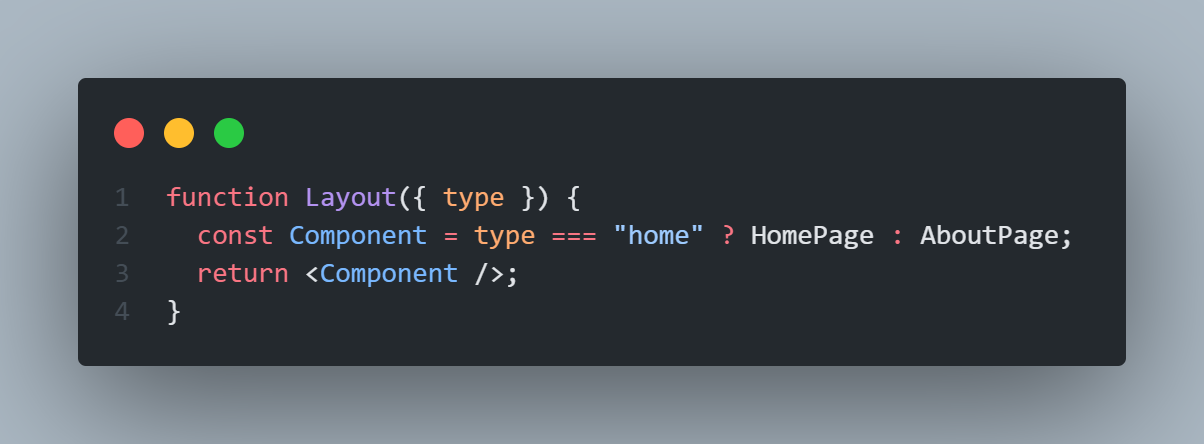 1 function Layout({ type }) {
2   const Component = type === "home" ? HomePage : AboutPage;
3   return <Component />;
4 }